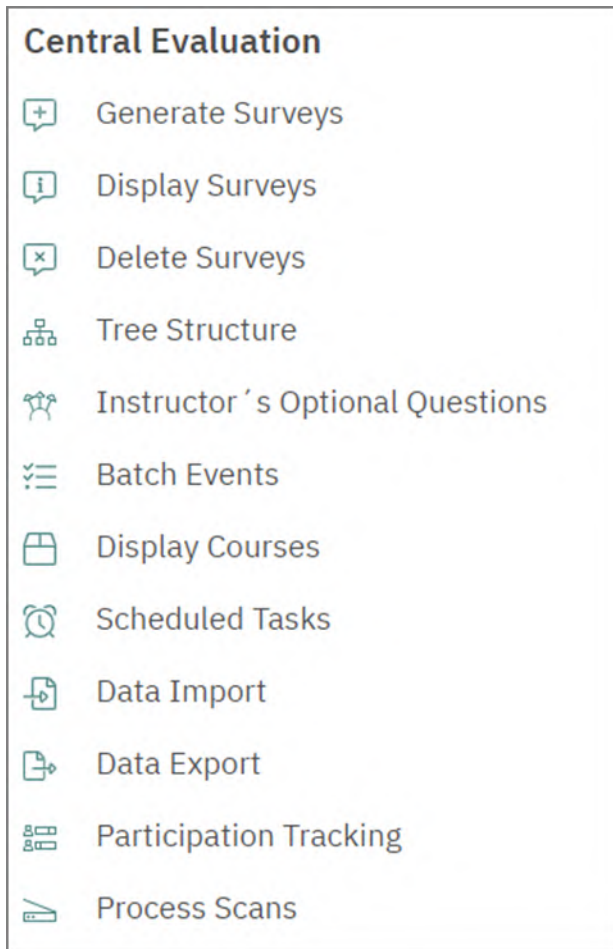 Central Evaluation
Generate Surveys
Display Surveys
Delete Surveys
Tree Structure
Instructor´s Optional Questions
Batch Events
Display Courses
Scheduled Tasks
Data Import
Data Export
Participation Tracking
Process Scans